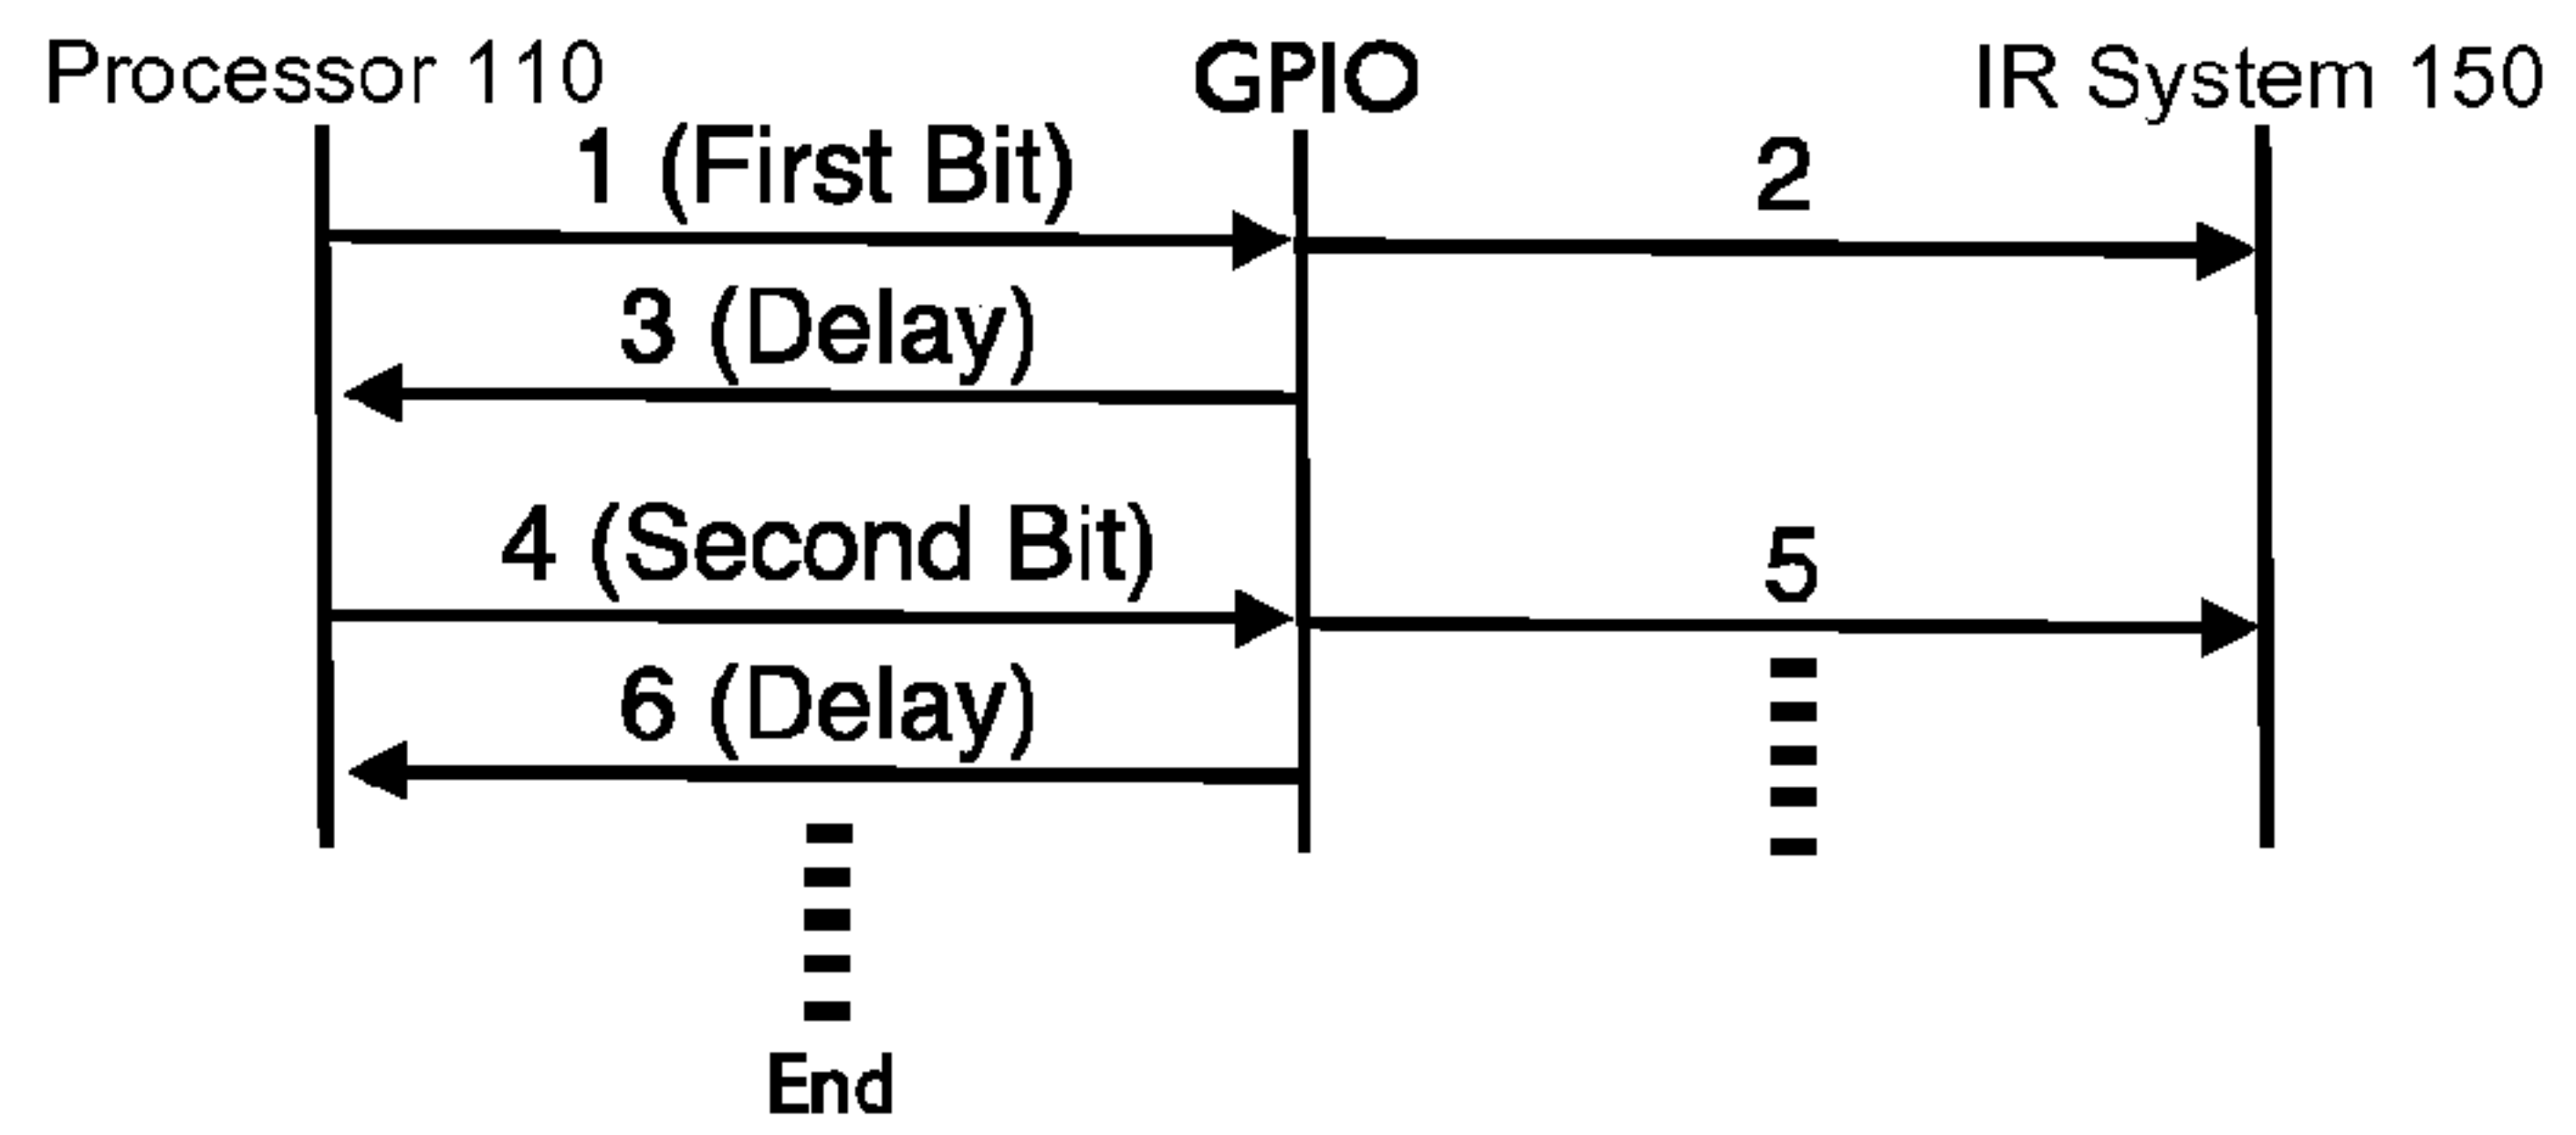 Processor 110
GPIO
IR System 150
1 (First Bit)
2
3 (Delay)
4 (Second Bit)
5
6 (Delay)
End